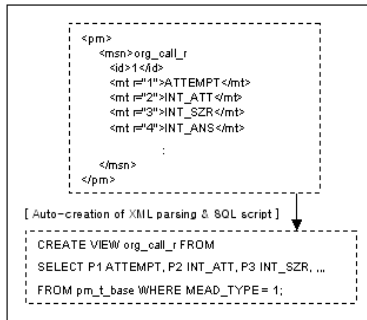 <pm>
<msn>org_call_r
<id>1</id>
<mt r="1">ATTEMPT</mt>
<mt r="2">INT_ATT</mt>
<mt r="3">INT_SZR</mt>
<mt r="4">INT_ANS</mt>
:
</msn>
</pm>
[ Auto-creation of XML parsing & SQL script ]
CREATE VIEW org_call_r FROM
SELECT P1 ATTEMPT, P2 INT_ATT, P3 INT_SZR, ...
FROM pm_t_base WHERE MEAD_TYPE = 1;